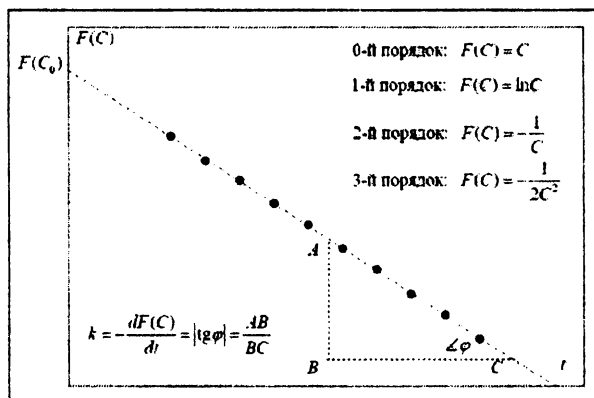 F(C)
F(C₀)
0-й порядок: F(C) = C
1-й порядок: F(C) = lnC
2-й порядок: F(C) = -1/C
3-й порядок: F(C) = -1/2C²
A
k = -dF(C)/dt = |tgφ| = AB/BC
∠φ
B
C
t